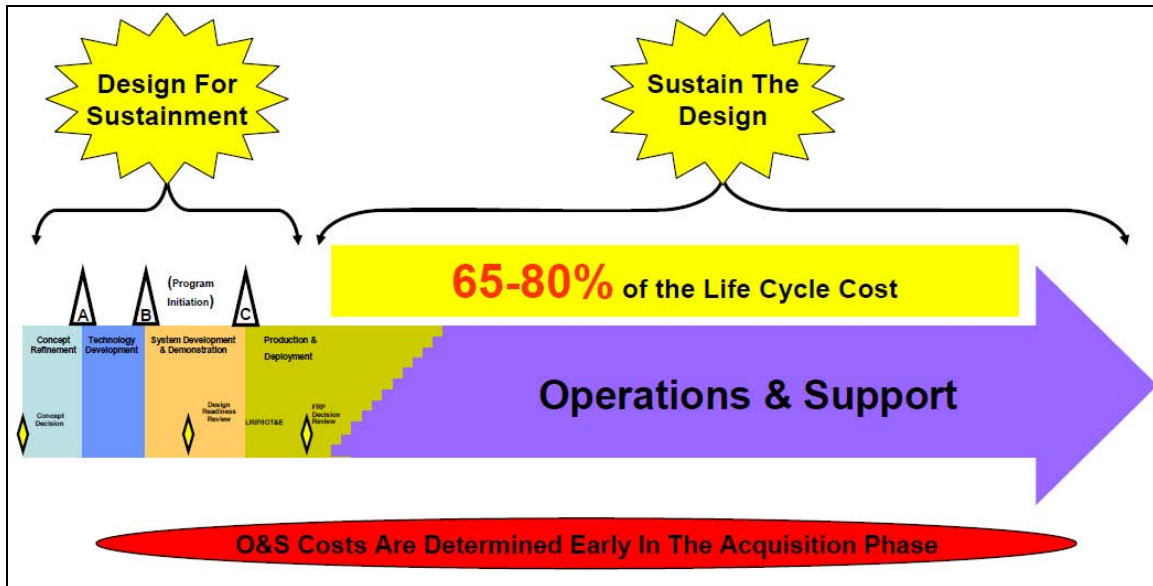 Design For
Sustainment
Sustain The
Design
65-80% of the Life Cycle Cost
(Program
Initiation)
A
B
C
Concept
Refinement
Technology
Development
System Development
& Demonstration
Production &
Deployment
Operations & Support
Concept
Decision
Design
Readiness
Review
LRIP/IOT&E
FRP
Decision
Review
O&S Costs Are Determined Early In The Acquisition Phase